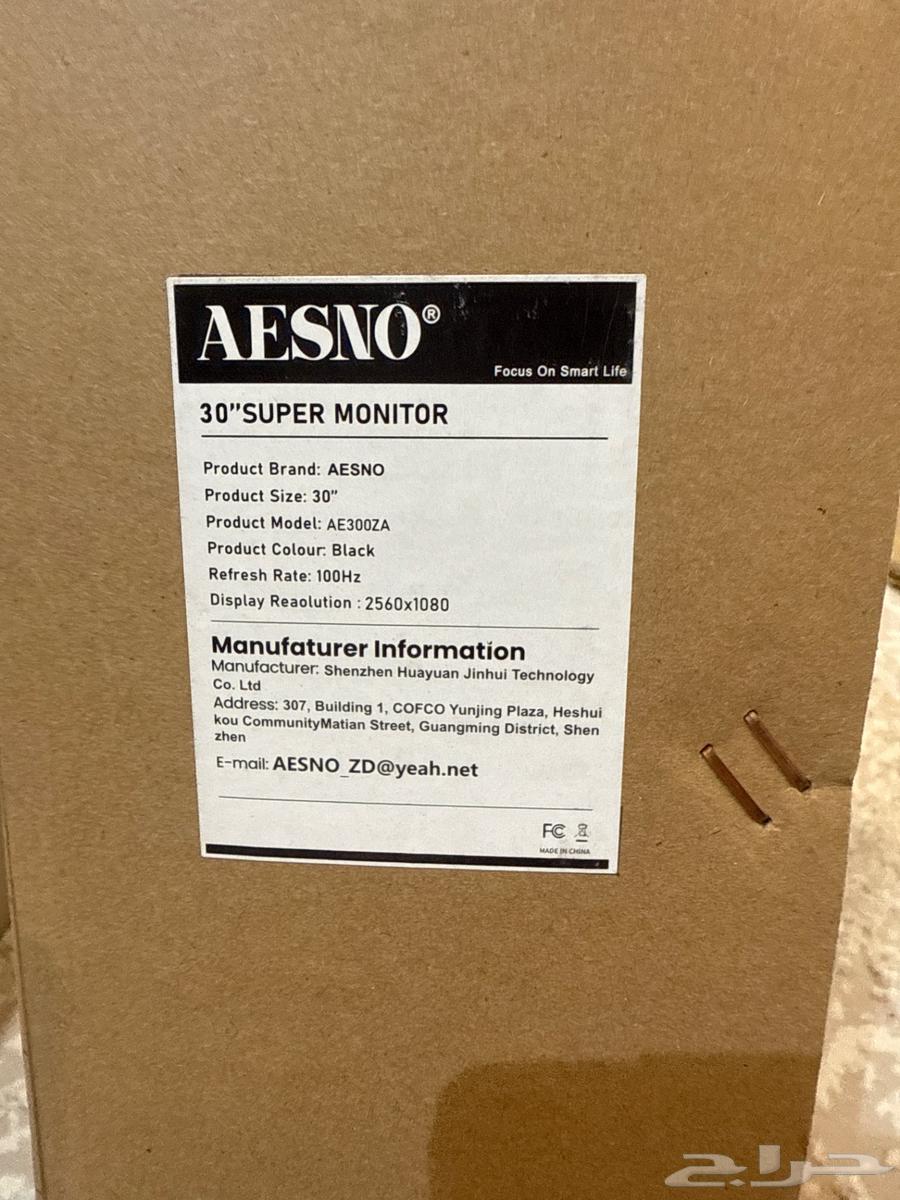 AESNO®
Focus On Smart Life
30"SUPER MONITOR
Product Brand: AESNO
Product Size: 30"
Product Model: AE300ZA
Product Colour: Black
Refresh Rate: 100Hz
Display Reaolution : 2560x1080
Manufaturer Information
Manufacturer: Shenzhen Huayuan Jinhui Technology
Co. Ltd
Address: 307, Building 1, COFCO Yunjing Plaza, Heshui
kou CommunityMatian Street, Guangming District, Shen
zhen
E-mail: AESNO_ZD@yeah.net
FC
MADE IN CHINA
حراج